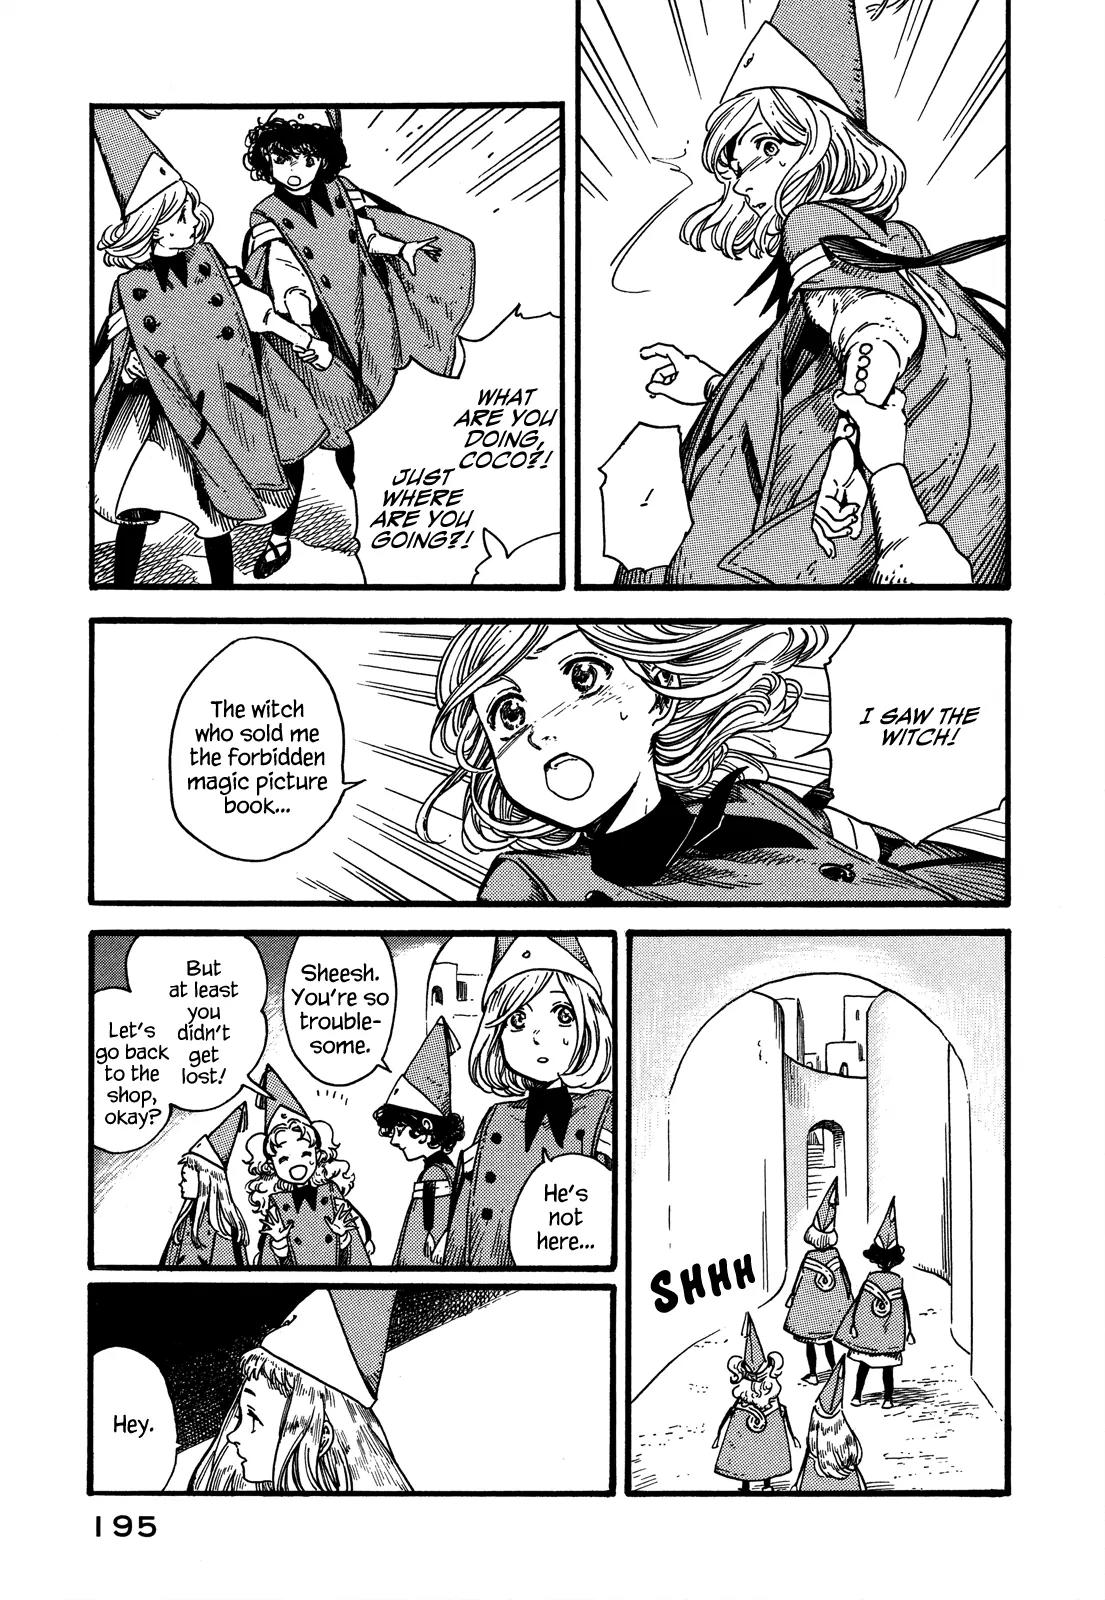 !
WHAT
ARE YOU
DOING,
COCO?!
JUST
WHERE
ARE YOU
GOING?!
I SAW THE
WITCH!
The witch
who sold me
the forbidden
magic picture
book...
SHHH
He's
not
here...
Sheesh.
You're so
trouble-
some.
But
at least
you
didn't
get
lost!
Let's
go back
to the
shop,
okay?
Hey.
195